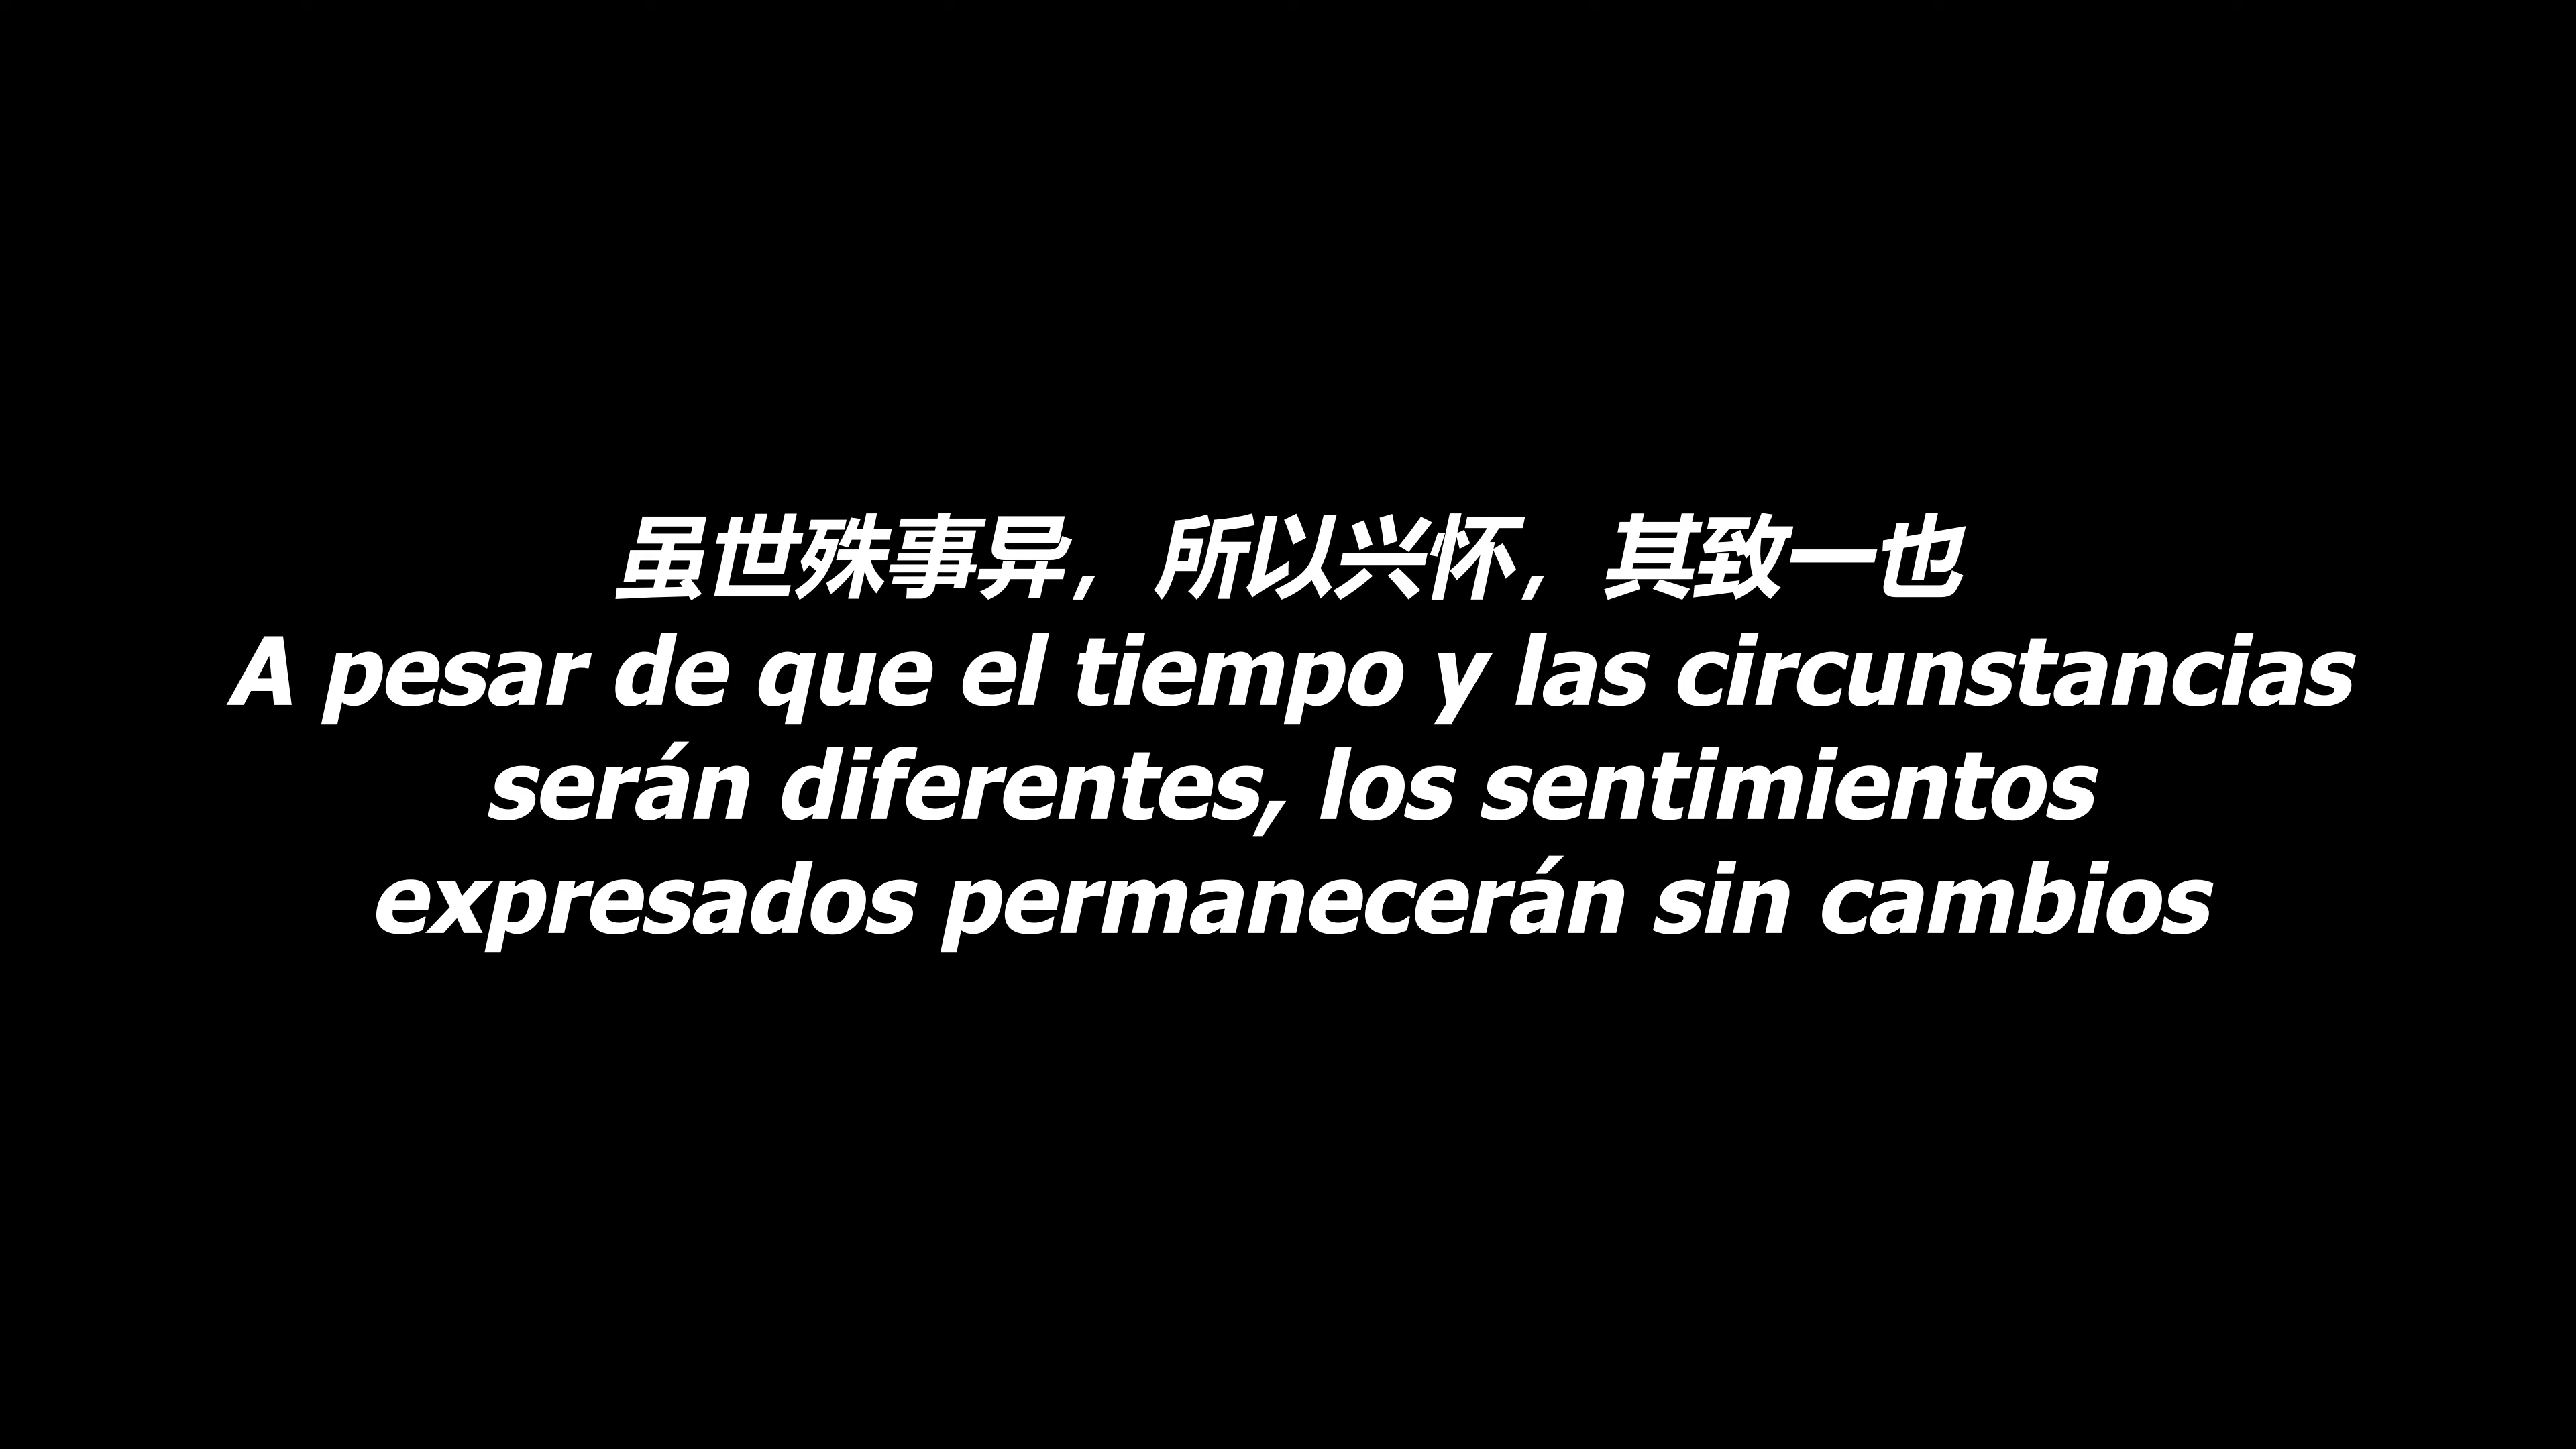 虽世殊事异，所以兴怀，其致一也
A pesar de que el tiempo y las circunstancias
serán diferentes, los sentimientos
expresados permanecerán sin cambios